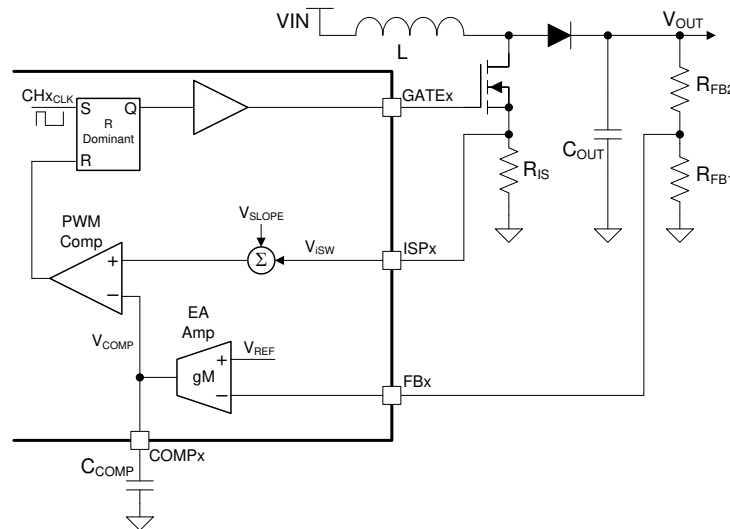 VIN
L
VOUT
CHxCLK
S
Q
R
Dominant
R
GATEx
RFB2
COUT
RFB1
RIS
PWM
Comp
VSLOPE
Σ
ViSW
ISPx
+
−
VCOMP
EA
Amp
VREF
+
gM
−
FBx
COMPx
CCOMP